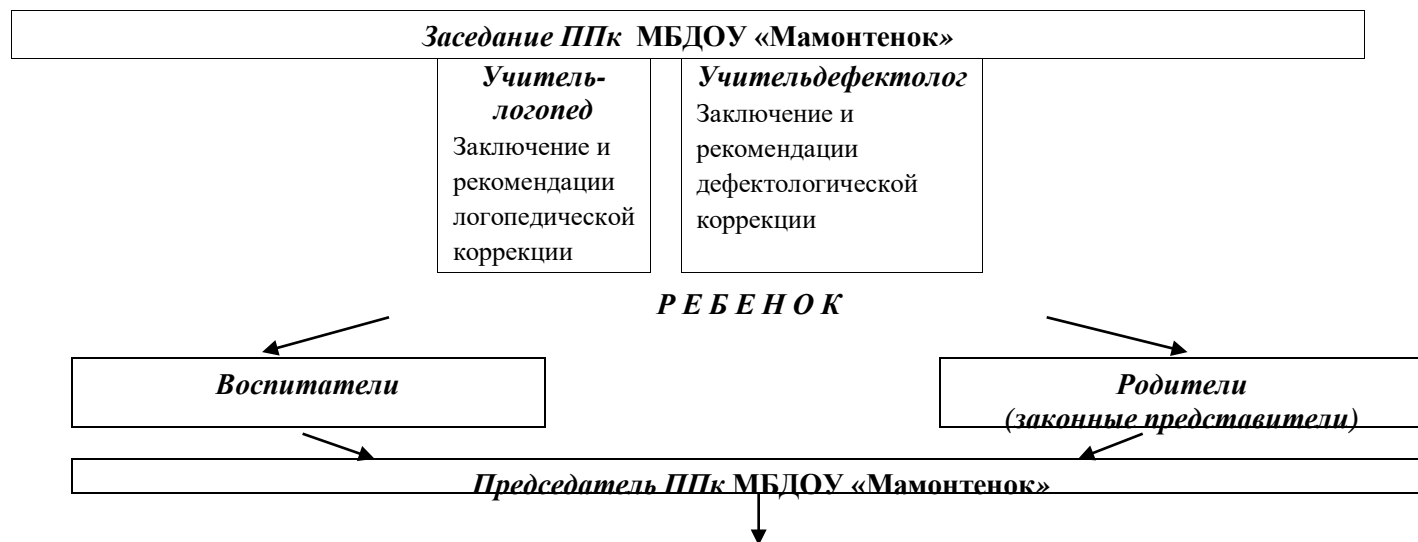 Заседание ППк МБДОУ «Мамонтенок»
Учитель-
логопед
Заключение и
рекомендации
логопедической
коррекции
Учительдефектолог
Заключение и
рекомендации
дефектологической
коррекции
Р Е Б Е Н О К
Воспитатели
Родители
(законные представители)
Председатель ППк МБДОУ «Мамонтенок»